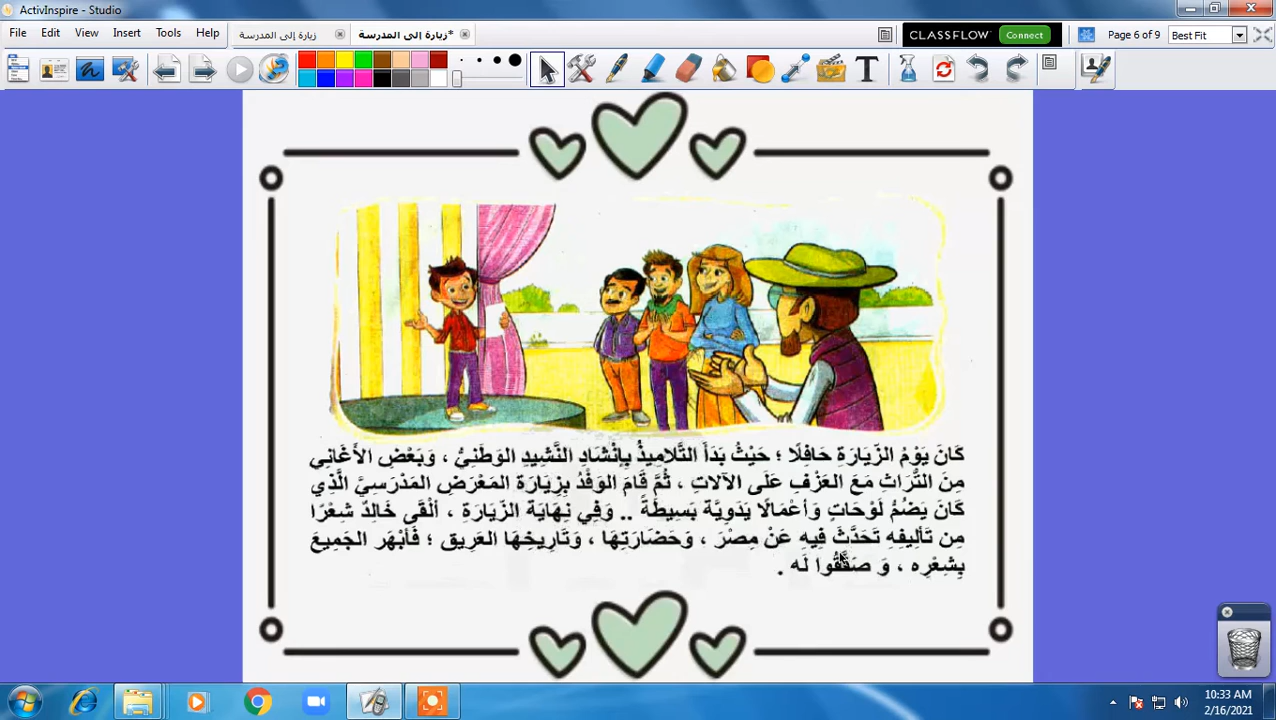 ActivInspire - Studio
File Edit View Insert Tools Help
زيارة إلى المدرسة
زيارة إلى المدرسة*
CLASSFLOW Connect
Page 6 of 9
Best Fit
كَانَ يَوْمُ الزِّيَارَةِ حَافِلًا ؛ حَيْثُ بَدَأَ التَّلَامِيذُ بِإِنْشَادِ النَّشِيدِ الوَطَنِيُّ ، وَبَعْضِ الأَغَانِي
مِنَ التُّرَاثِ مَعَ العَزْفِ عَلَى الآلاتِ ، ثُمَّ قَامَ الوَفْدُ بِزِيَارَةِ المَعْرَضِ المَدْرَسِيَّ الَّذِي
كَانَ يَضُمُّ لَوْحَاتٍ وَأَعْمَالًا يَدَوِيَّة بَسِيطَةً .. وَفِي نِهَايَةِ الزِّيَارَةِ ، أَلْقَى خَالِدٌ شِعْرًا
مِن تَأْلِيفِهِ تَحَدَّثَ فِيهِ عَنْ مِصْرَ ، وَحَضَارَتِهَا ، وَتَارِيخِهَا العَرِيق ؛ فَأَبْهَر الجَمِيعَ
بِشِعْرِه ، وَ صَفَّقُوا لَه .
10:33 AM
2/16/2021